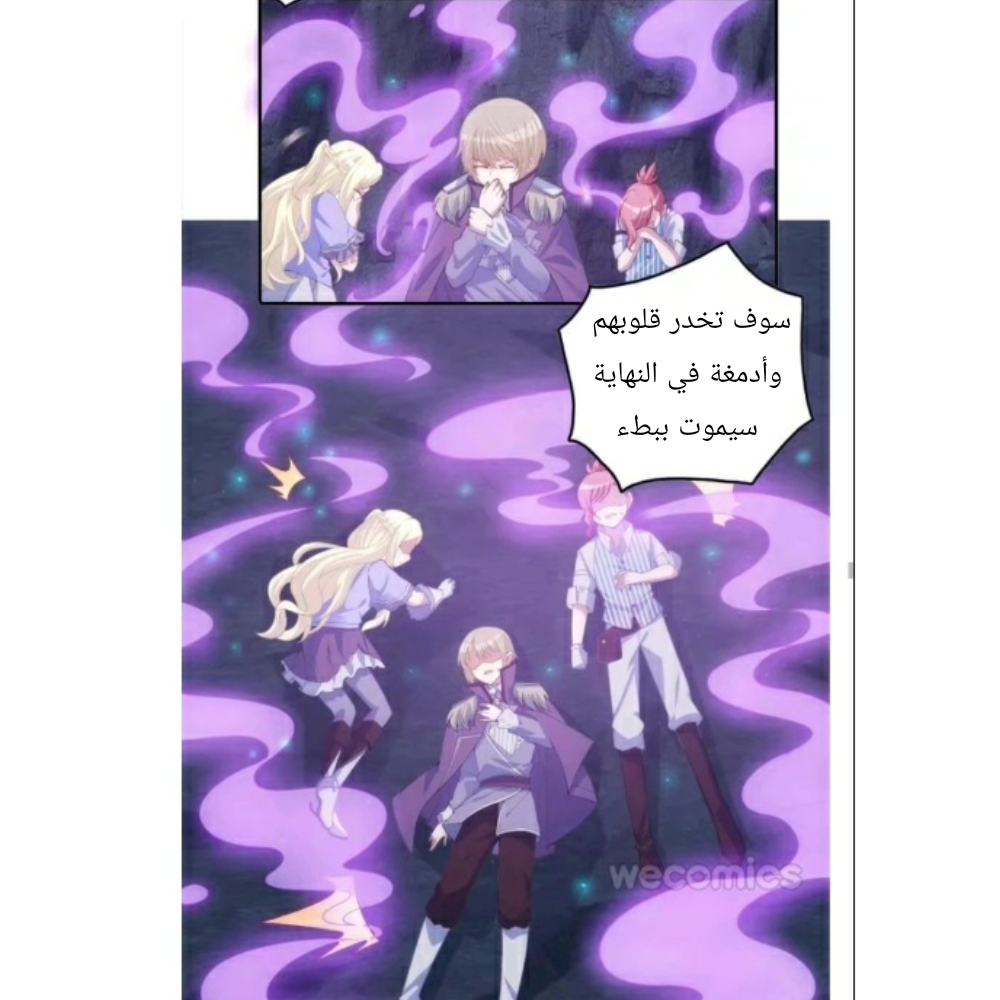 سوف تخدر قلوبهم
وأدمغة في النهاية
سيموت ببطء
wecomics